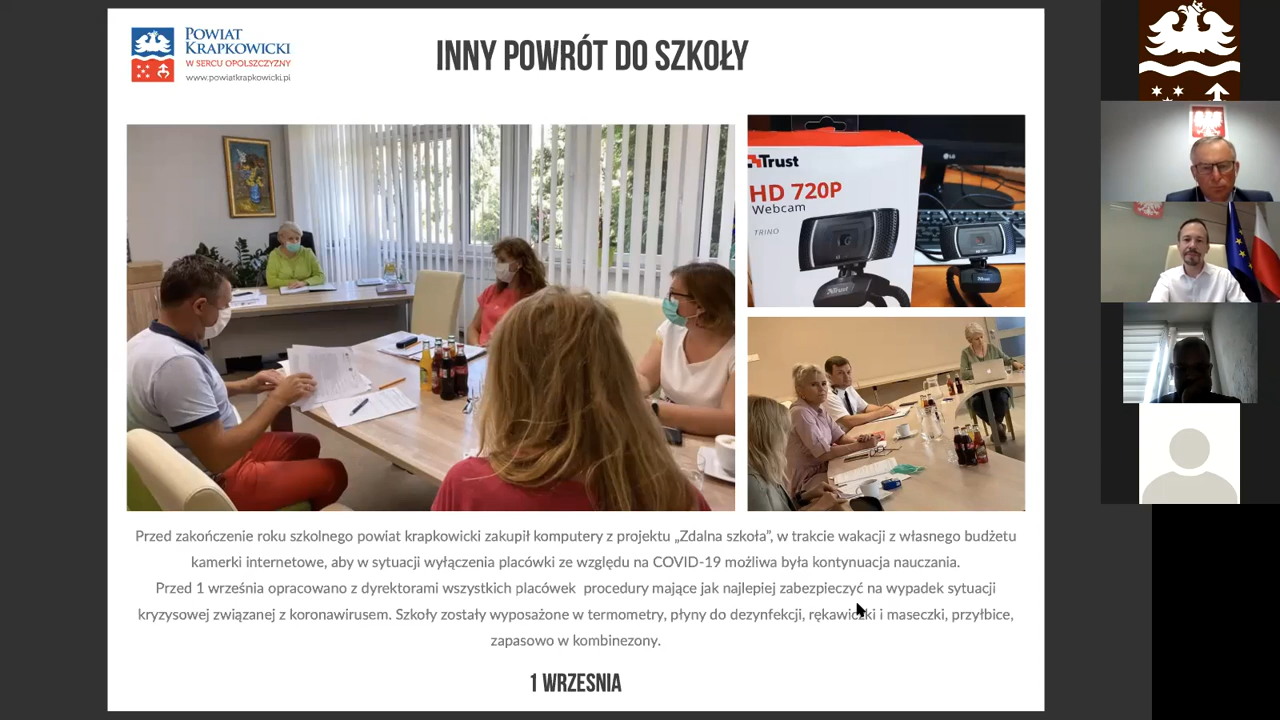 POWIAT
KRAPKOWICKI
W SERCU OPOLSZCZYZNY
www.powiatkrapkowicki.pl
INNY POWRÓT DO SZKOŁY
Trust
HD 720P
Webcam
TRINO
Trust
LG
Trust
Przed zakończenie roku szkolnego powiat krapkowicki zakupił komputery z projektu „Zdalna szkoła”, w trakcie wakacji z własnego budżetu
kamerki internetowe, aby w sytuacji wyłączenia placówki ze względu na COVID-19 możliwa była kontynuacja nauczania.
Przed 1 września opracowano z dyrektorami wszystkich placówek procedury mające jak najlepiej zabezpieczyć na wypadek sytuacji
kryzysowej związanej z koronawirusem. Szkoły zostały wyposażone w termometry, płyny do dezynfekcji, rękawiczki i maseczki, przyłbice,
zapasowo w kombinezony.
1 WRZESNIA